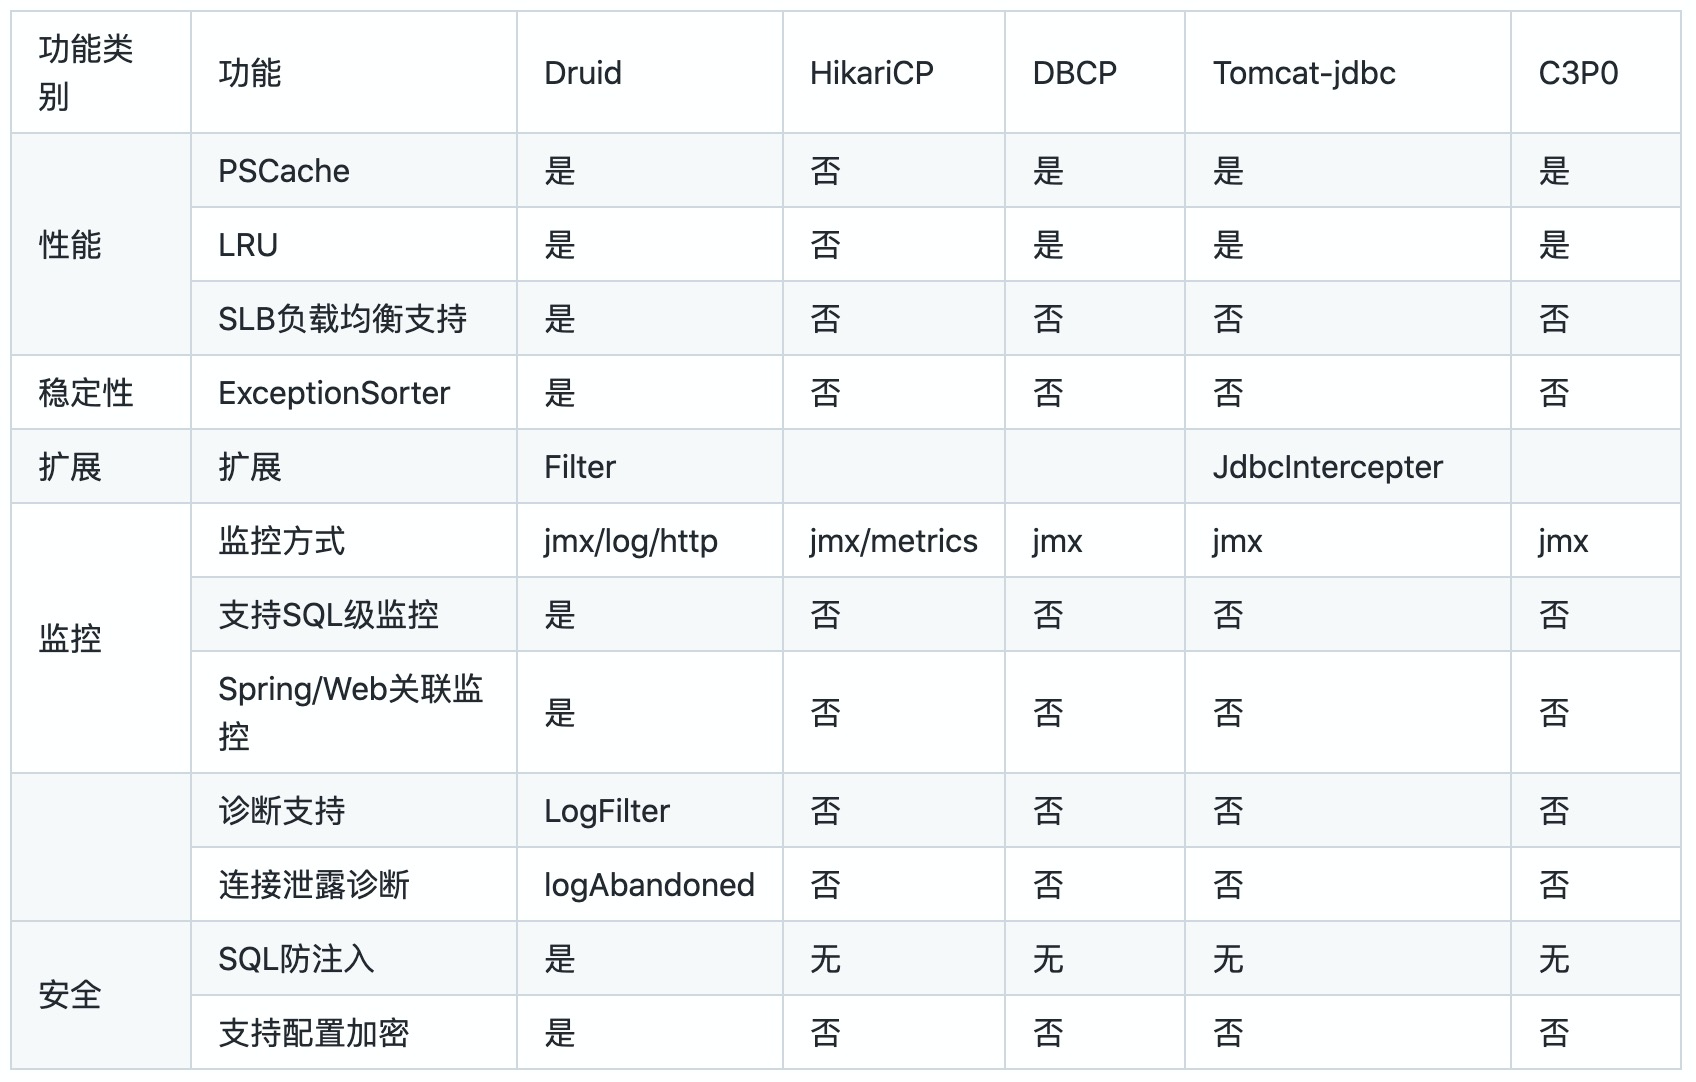 功能类
别
功能
Druid
HikariCP
DBCP
Tomcat-jdbc
C3P0
性能
PSCache
是
否
是
是
是
LRU
是
否
是
是
是
SLB负载均衡支持
是
否
否
否
否
稳定性
ExceptionSorter
是
否
否
否
否
扩展
扩展
Filter
JdbcIntercepter
监控
监控方式
jmx/log/http
jmx/metrics
jmx
jmx
jmx
支持SQL级监控
是
否
否
否
否
Spring/Web关联监
控
是
否
否
否
否
诊断支持
LogFilter
否
否
否
否
连接泄露诊断
logAbandoned
否
否
否
否
安全
SQL防注入
是
无
无
无
无
支持配置加密
是
否
否
否
否